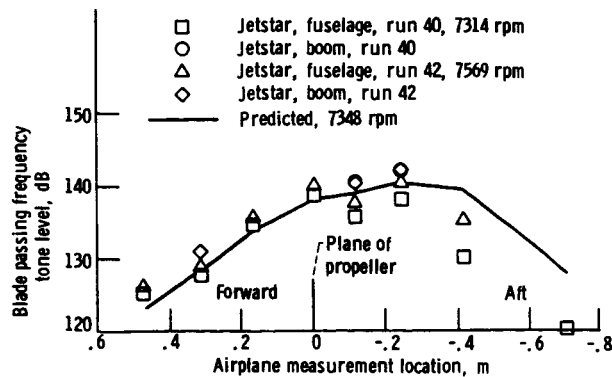 Jetstar, fuselage, run 40, 7314 rpm
Jetstar, boom, run 40
Jetstar, fuselage, run 42, 7569 rpm
Jetstar, boom, run 42
Predicted, 7348 rpm
Blade passing frequency
tone level, dB
150
140
130
120
Plane of
propeller
Forward
Aft
.6 .4 .2 0 -.2 -.4 -.6 -.8
Airplane measurement location, m